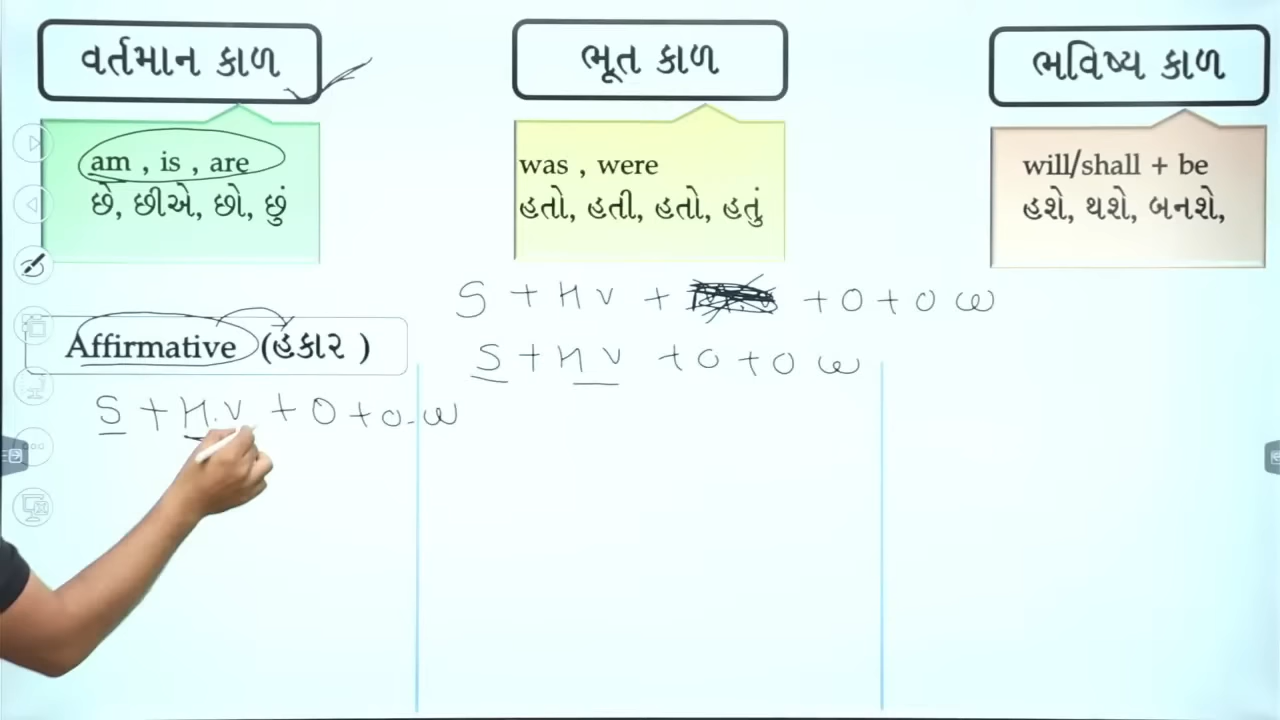 વર્તમાન કાળ
am , is , are
છે, છીએ, છો, છું
ભૂત કાળ
was , were
હતો, હતી, હતો, હતું
ભવિષ્ય કાળ
will/shall + be
હશે, થશે, બનશે,
S + H V + + O + O W
Affirmative (હકાર )
S + H V + O + O W
S + H.V + O + O.W